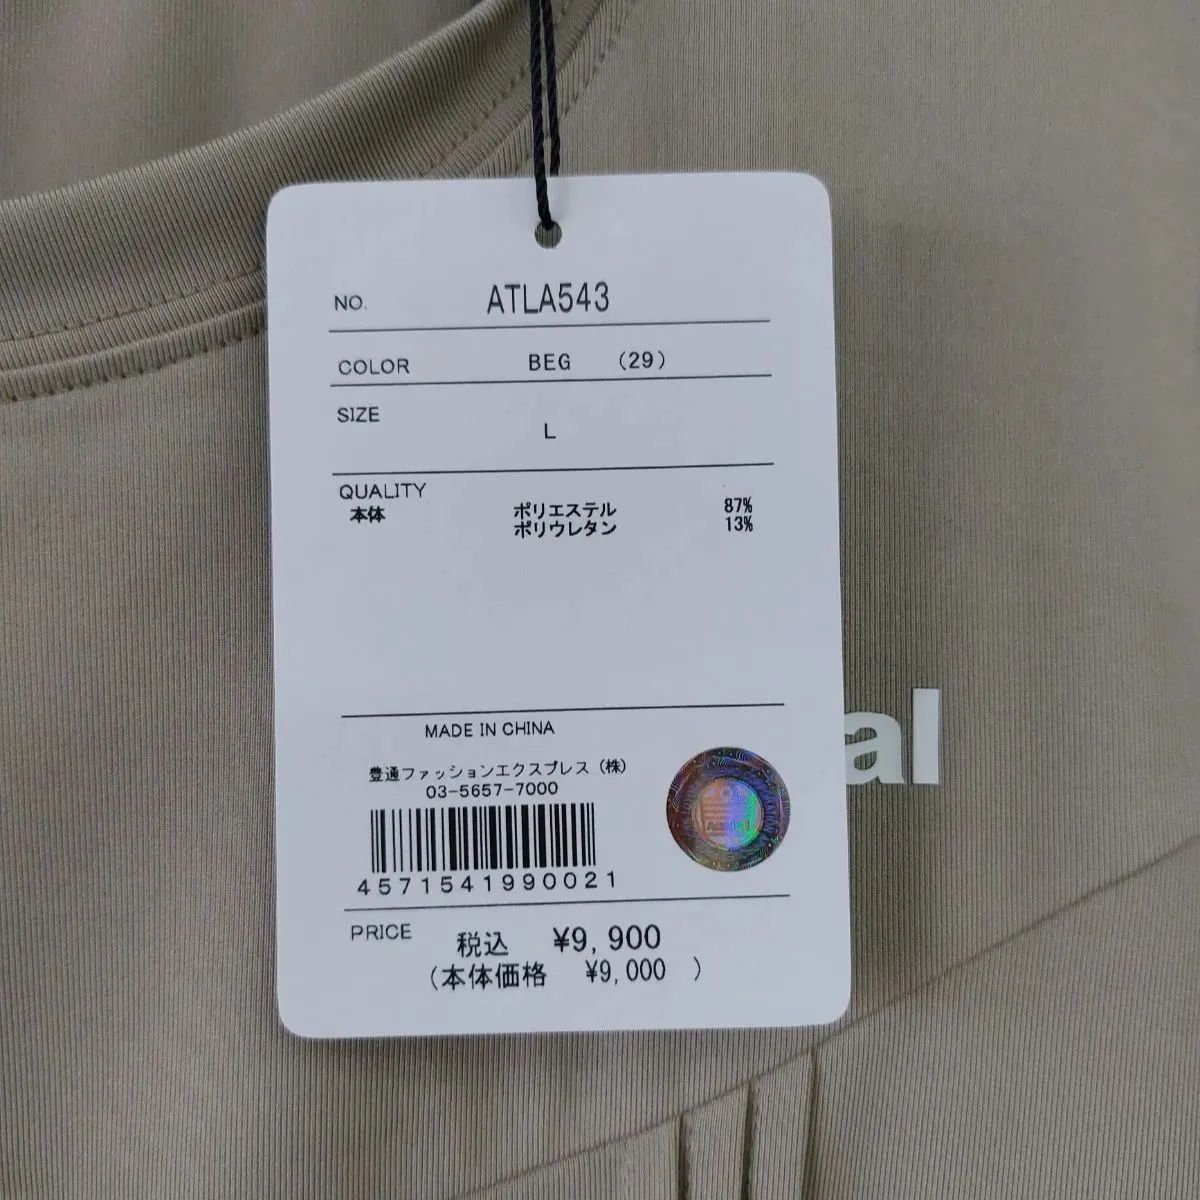 NO. ATLA543
COLOR BEG (29)
SIZE
L
QUALITY
本体 ポリエステル 87%
ポリウレタン 13%
MADE IN CHINA
豊通ファッションエクスプレス(株)
03-5657-7000
4571541990021
PRICE 税込 ¥9,900
(本体価格 ¥9,000 )
al